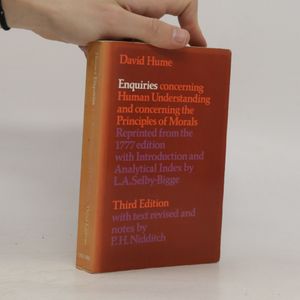 David Hume
Enquiries concerning
Human Understanding
and concerning the
Principles of Morals
Reprinted from the
1777 edition
with Introduction and
Analytical Index by
L.A.Selby-Bigge
Third Edition
with text revised and
notes by
P.H.Nidditch